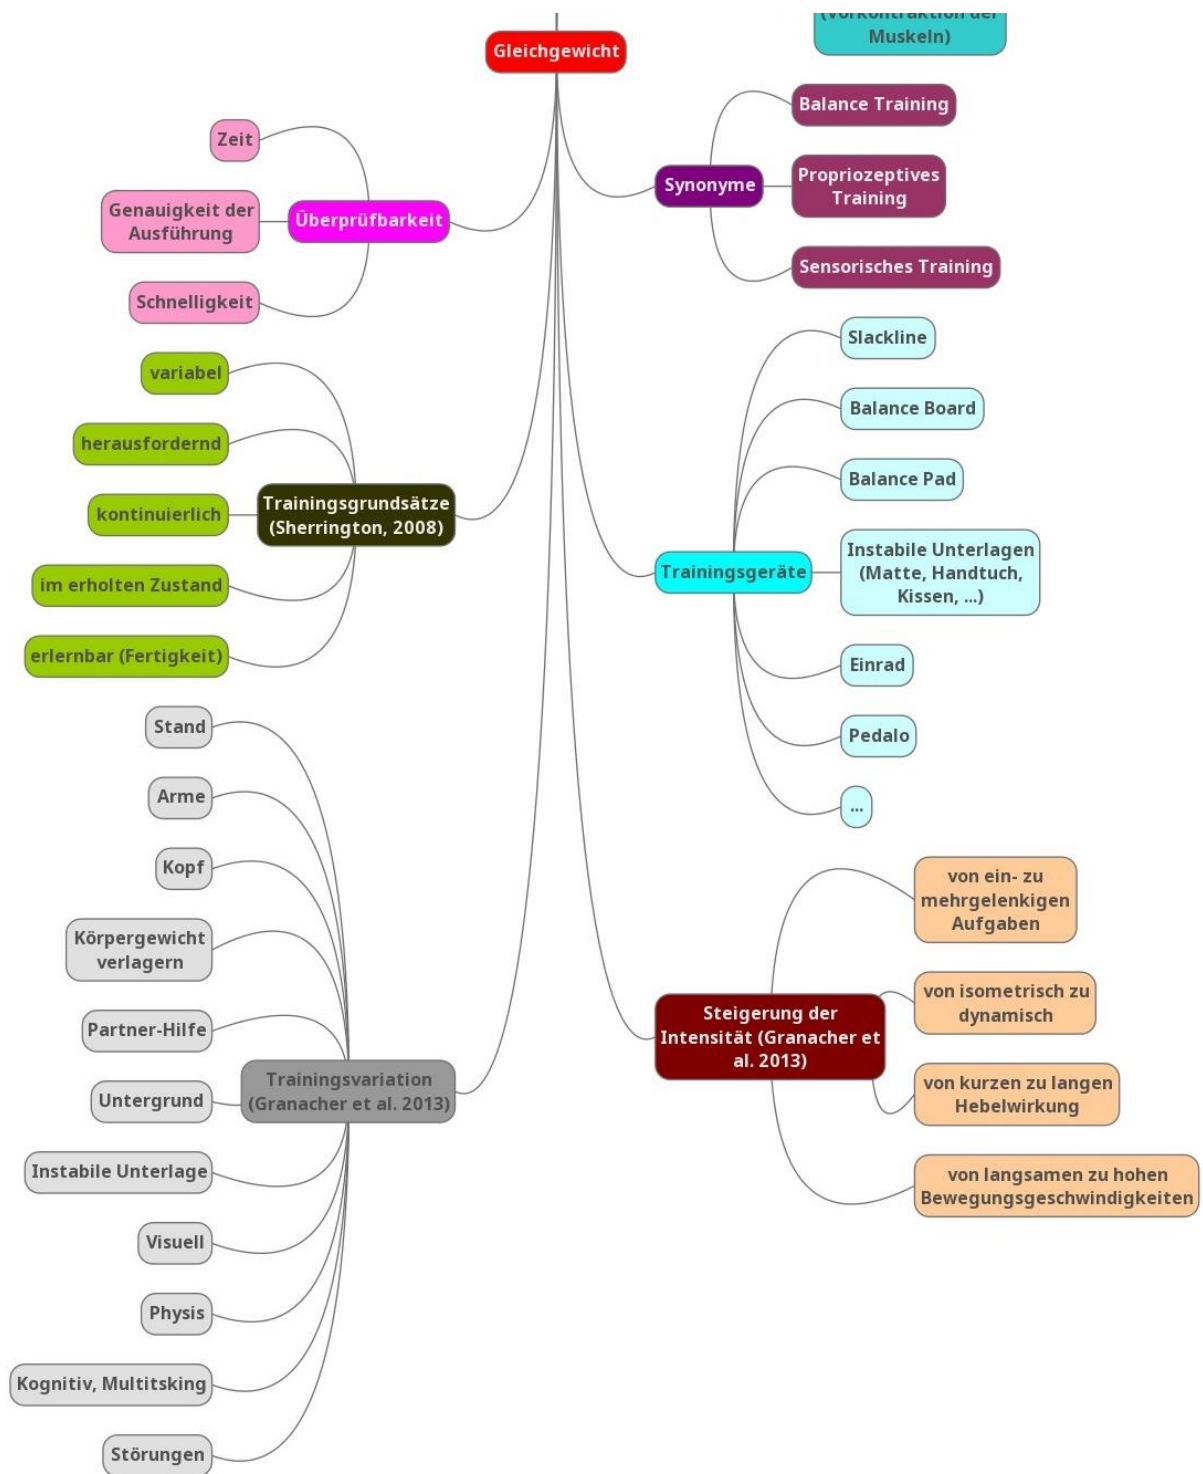 (Vorkontraktion der
Muskeln)
Gleichgewicht
Überprüfbarkeit
Zeit
Genauigkeit der
Ausführung
Schnelligkeit
Trainingsgrundsätze
(Sherrington, 2008)
variabel
herausfordernd
kontinuierlich
im erholten Zustand
erlernbar (Fertigkeit)
Trainingsvariation
(Granacher et al. 2013)
Stand
Arme
Kopf
Körpergewicht
verlagern
Partner-Hilfe
Untergrund
Instabile Unterlage
Visuell
Physis
Kognitiv, Multitsking
Störungen
Synonyme
Balance Training
Propriozeptives
Training
Sensorisches Training
Trainingsgeräte
Slackline
Balance Board
Balance Pad
Instabile Unterlagen
(Matte, Handtuch,
Kissen, ...)
Einrad
Pedalo
...
Steigerung der
Intensität (Granacher et
al. 2013)
von ein- zu
mehrgelenkigen
Aufgaben
von isometrisch zu
dynamisch
von kurzen zu langen
Hebelwirkung
von langsamen zu hohen
Bewegungsgeschwindigkeiten